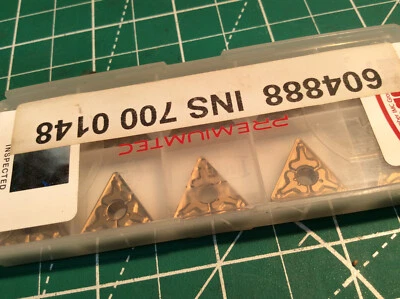 604888 INS 700 0148
PREMIUMTEC
INSPECTED